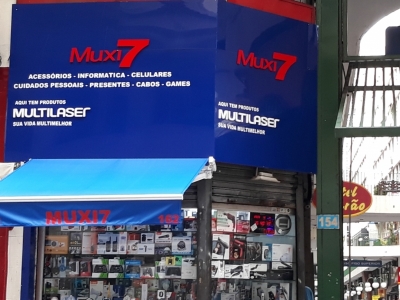 Muxi7
ACESSÓRIOS - INFORMATICA - CELULARES
CUIDADOS PESSOAIS - PRESENTES - CABOS - GAMES
AQUI TEM PRODUTOS
MULTILASER
SUA VIDA MULTIMELHOR
Muxi7
AQUI TEM PRODUTOS
MULTILASER
SUA VIDA MULTIMELHOR
MUXI7
154